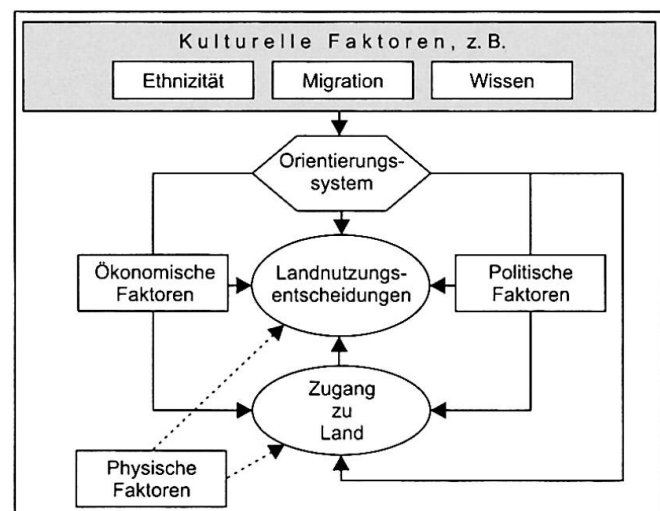 Kulturelle Faktoren, z. B.
Ethnizität
Migration
Wissen
Orientierungs-
system
Ökonomische
Faktoren
Landnutzungs-
entscheidungen
Politische
Faktoren
Zugang
zu
Land
Physische
Faktoren